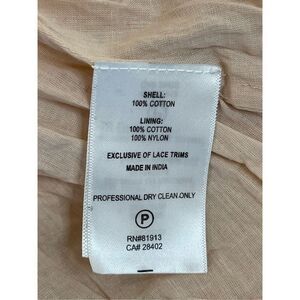 SHELL:
100% COTTON
LINING:
100% COTTON
100% NYLON
EXCLUSIVE OF LACE TRIMS
MADE IN INDIA
PROFESSIONAL DRY CLEAN ONLY
P
RN#81913
CA# 28402